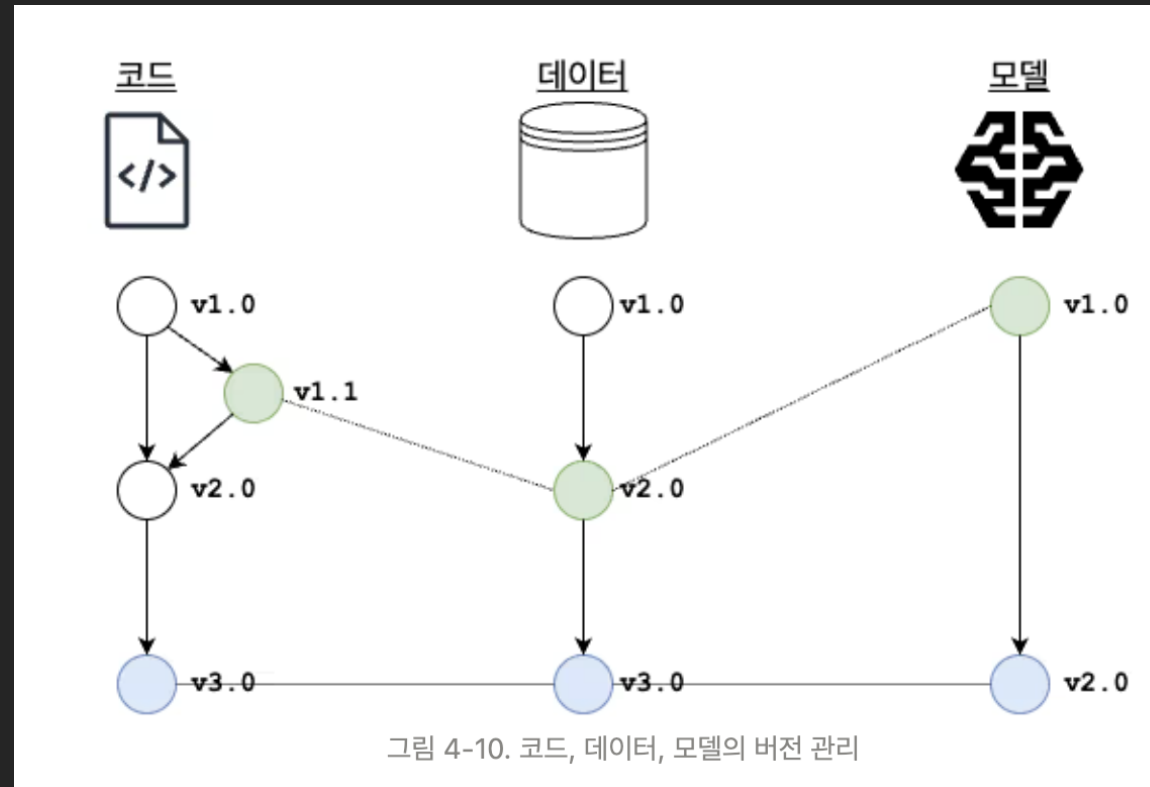 코드
데이터
모델
</>
v1.0
v1.0
v1.0
v1.1
v2.0
v2.0
v3.0
v3.0
v2.0
그림 4-10. 코드, 데이터, 모델의 버전 관리